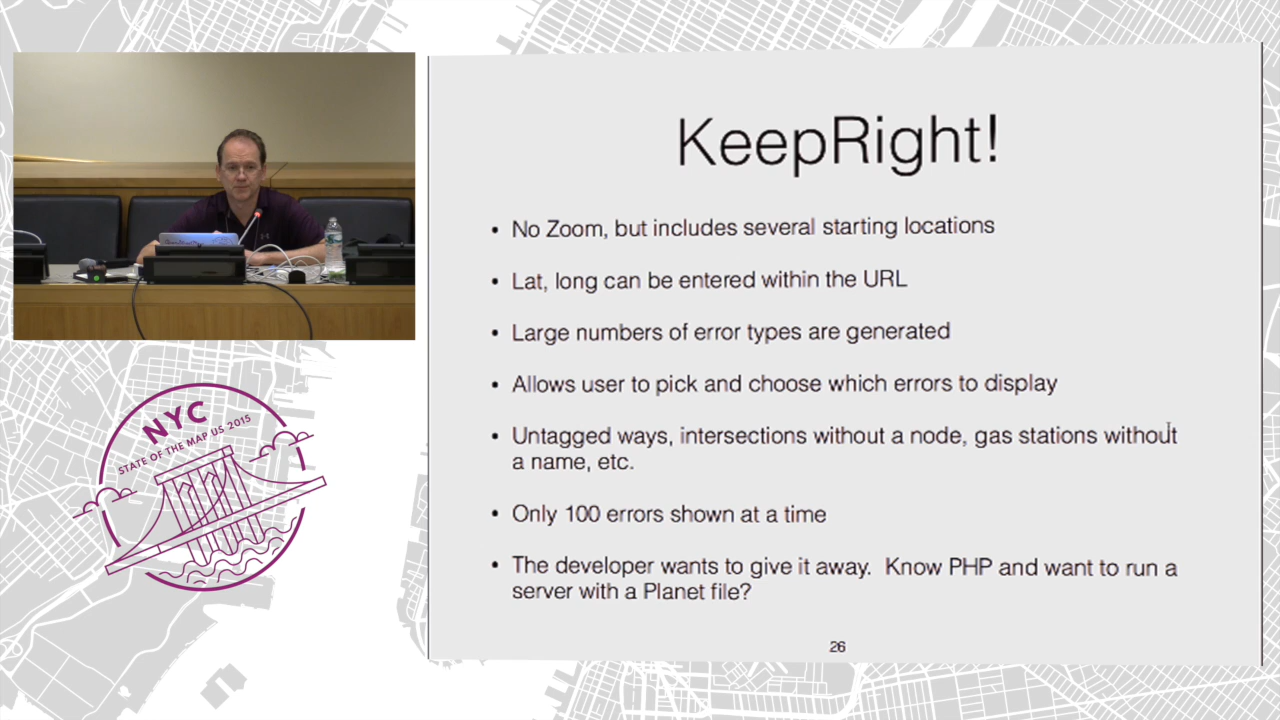 NYC
STATE OF THE MAP US 2015
KeepRight!
• No Zoom, but includes several starting locations
• Lat, long can be entered within the URL
• Large numbers of error types are generated
• Allows user to pick and choose which errors to display
• Untagged ways, intersections without a node, gas stations without
a name, etc.
• Only 100 errors shown at a time
• The developer wants to give it away. Know PHP and want to run a
server with a Planet file?
26